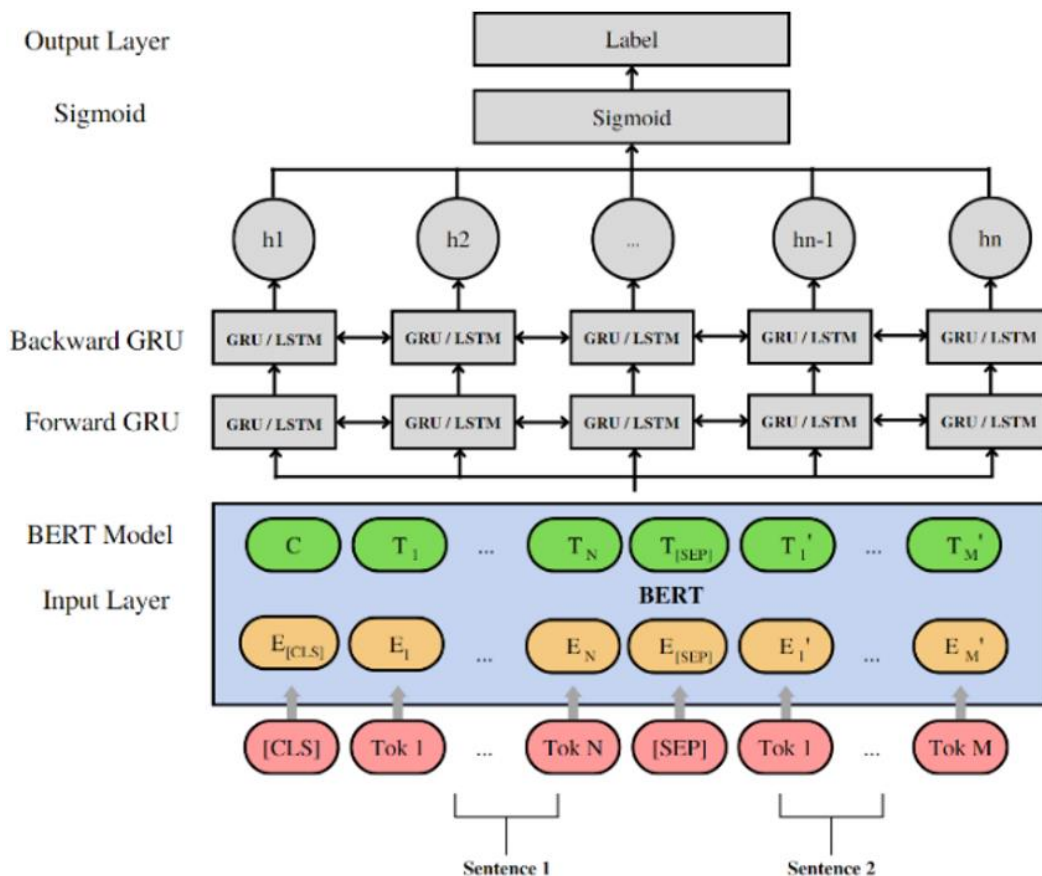 Output Layer
Label
Sigmoid
Sigmoid
h1 h2 ... hn-1 hn
Backward GRU
GRU / LSTM GRU / LSTM GRU / LSTM GRU / LSTM GRU / LSTM
Forward GRU
GRU / LSTM GRU / LSTM GRU / LSTM GRU / LSTM GRU / LSTM
BERT Model
C T1 ... TN T[SEP] T1' ... TM'
Input Layer
BERT
E[CLS] E1 ... EN E[SEP] E1' ... EM'
[CLS] Tok 1 ... Tok N [SEP] Tok 1 ... Tok M
Sentence 1 Sentence 2